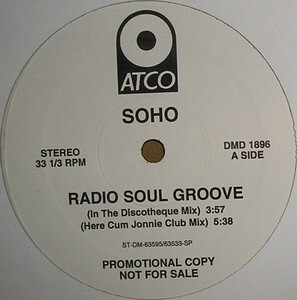 ATCO
SOHO
STEREO
33 1/3 RPM
DMD 1896
A SIDE
RADIO SOUL GROOVE
(In The Discotheque Mix) 3:57
(Here Cum Jonnie Club Mix) 5:38
ST-DM-63595/63533-SP
PROMOTIONAL COPY
NOT FOR SALE